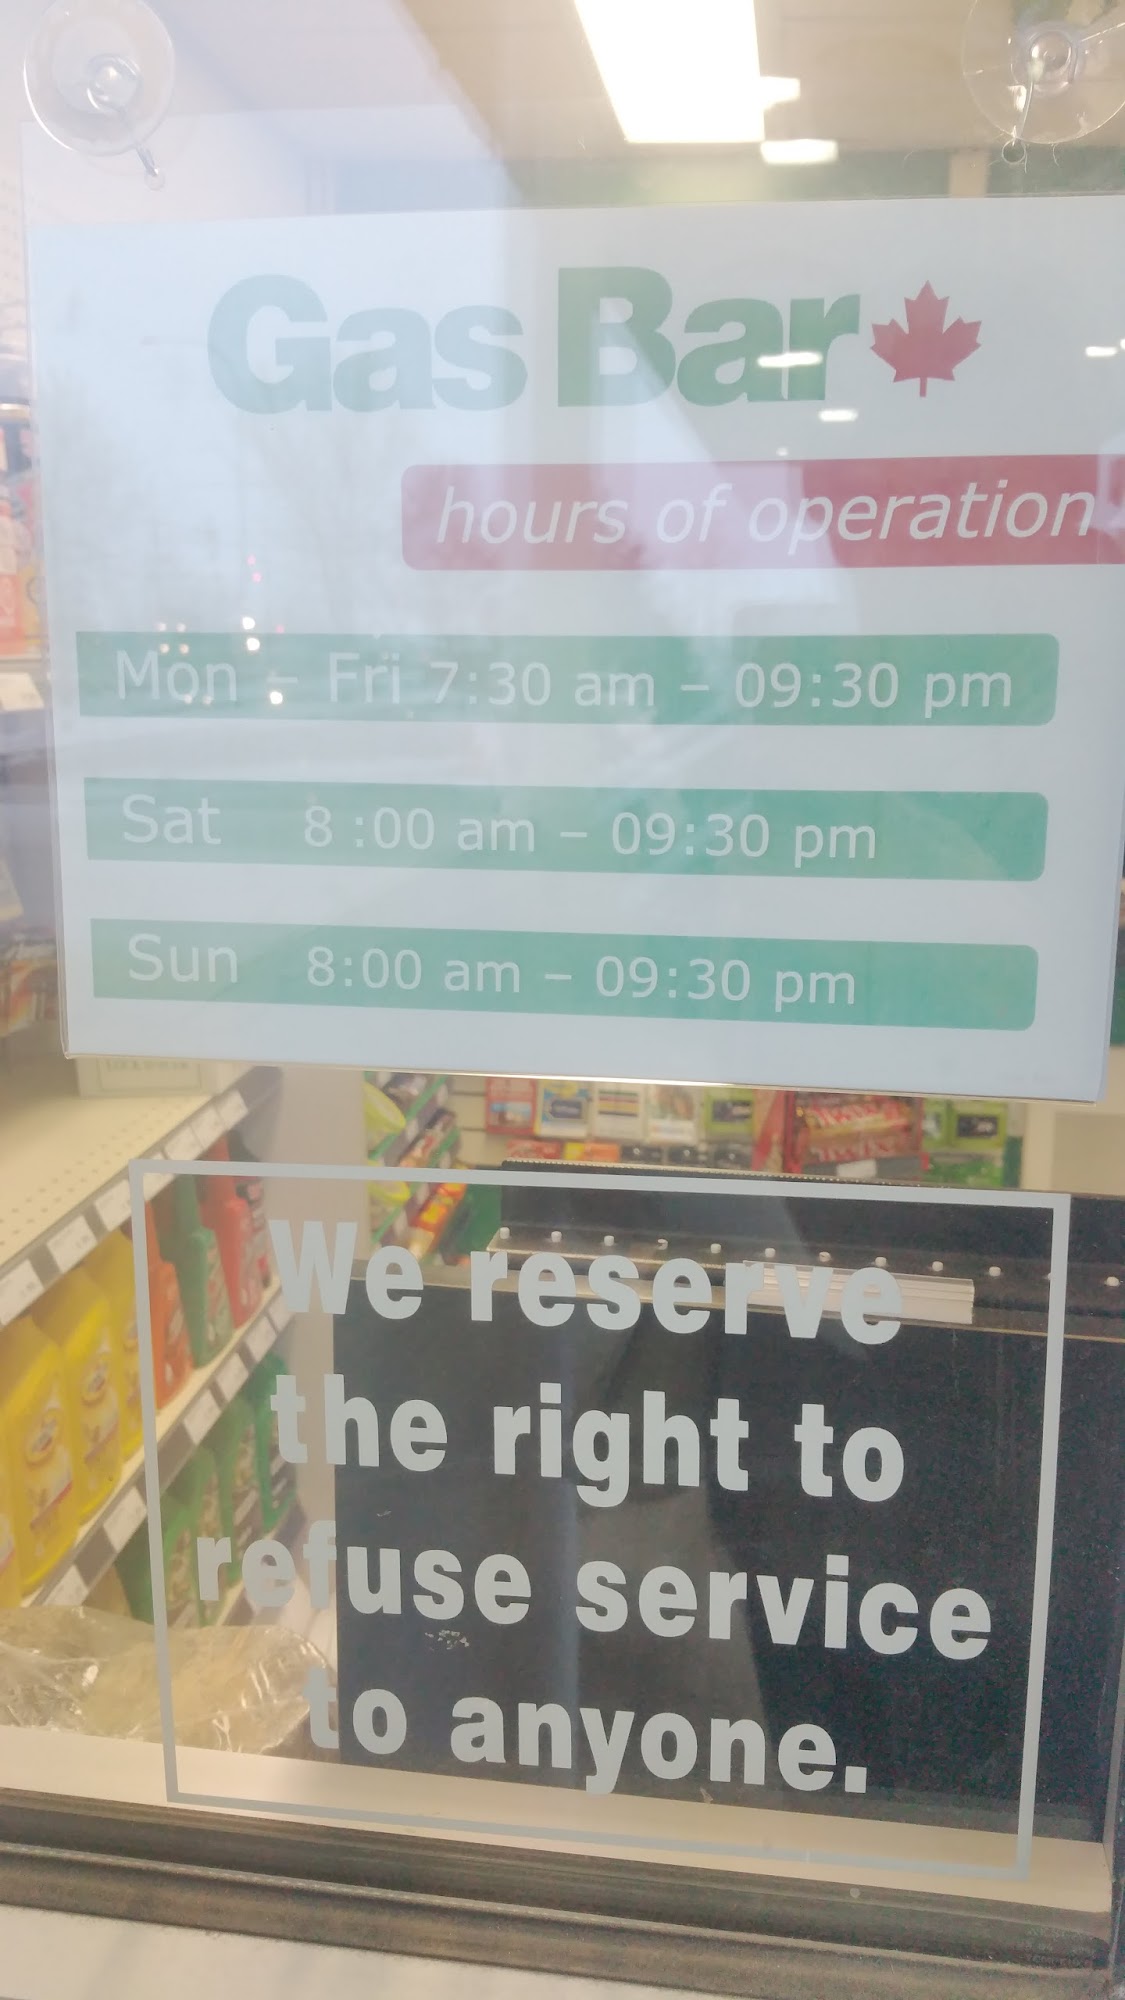 Gas Bar
hours of operation
Mon – Fri 7:30 am – 09:30 pm
Sat 8 :00 am – 09:30 pm
Sun 8:00 am – 09:30 pm
We reserve
the right to
refuse service
to anyone.